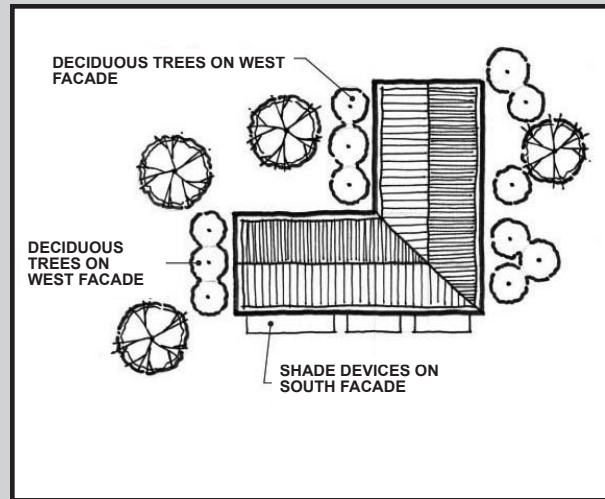 DECIDUOUS TREES ON WEST
FACADE
DECIDUOUS
TREES ON
WEST FACADE
SHADE DEVICES ON
SOUTH FACADE